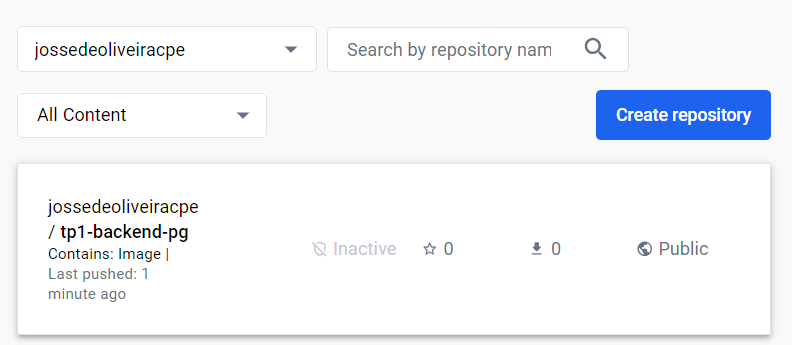 jossedeoliveiracpe
Search by repository nam
All Content
Create repository
jossedeoliveiracpe
/ tp1-backend-pg
Contains: Image |
Last pushed: 1
minute ago
Inactive
0
0
Public